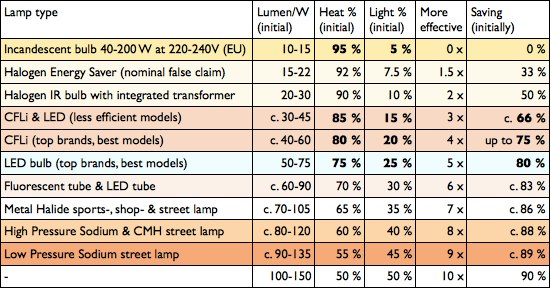 Lamp type Lumen/W (initial) Heat % (initial) Light % (initial) More effective Saving (initially)
Incandescent bulb 40-200 W at 220-240V (EU) 10-15 95 % 5 % 0 x 0 %
Halogen Energy Saver (nominal false claim) 15-22 92 % 7.5 % 1.5 x 33 %
Halogen IR bulb with integrated transformer 20-30 90 % 10 % 2 x 50 %
CFLi & LED (less efficient models) c. 30-45 85 % 15 % 3 x c. 66 %
CFLi (top brands, best models) c. 40-60 80 % 20 % 4 x up to 75 %
LED bulb (top brands, best models) 50-75 75 % 25 % 5 x 80 %
Fluorescent tube & LED tube c. 60-90 70 % 30 % 6 x c. 83 %
Metal Halide sports-, shop- & street lamp c. 70-105 65 % 35 % 7 x c. 86 %
High Pressure Sodium & CMH street lamp c. 80-120 60 % 40 % 8 x c. 88 %
Low Pressure Sodium street lamp c. 90-135 55 % 45 % 9 x c. 89 %
- 100-150 50 % 50 % 10 x 90 %